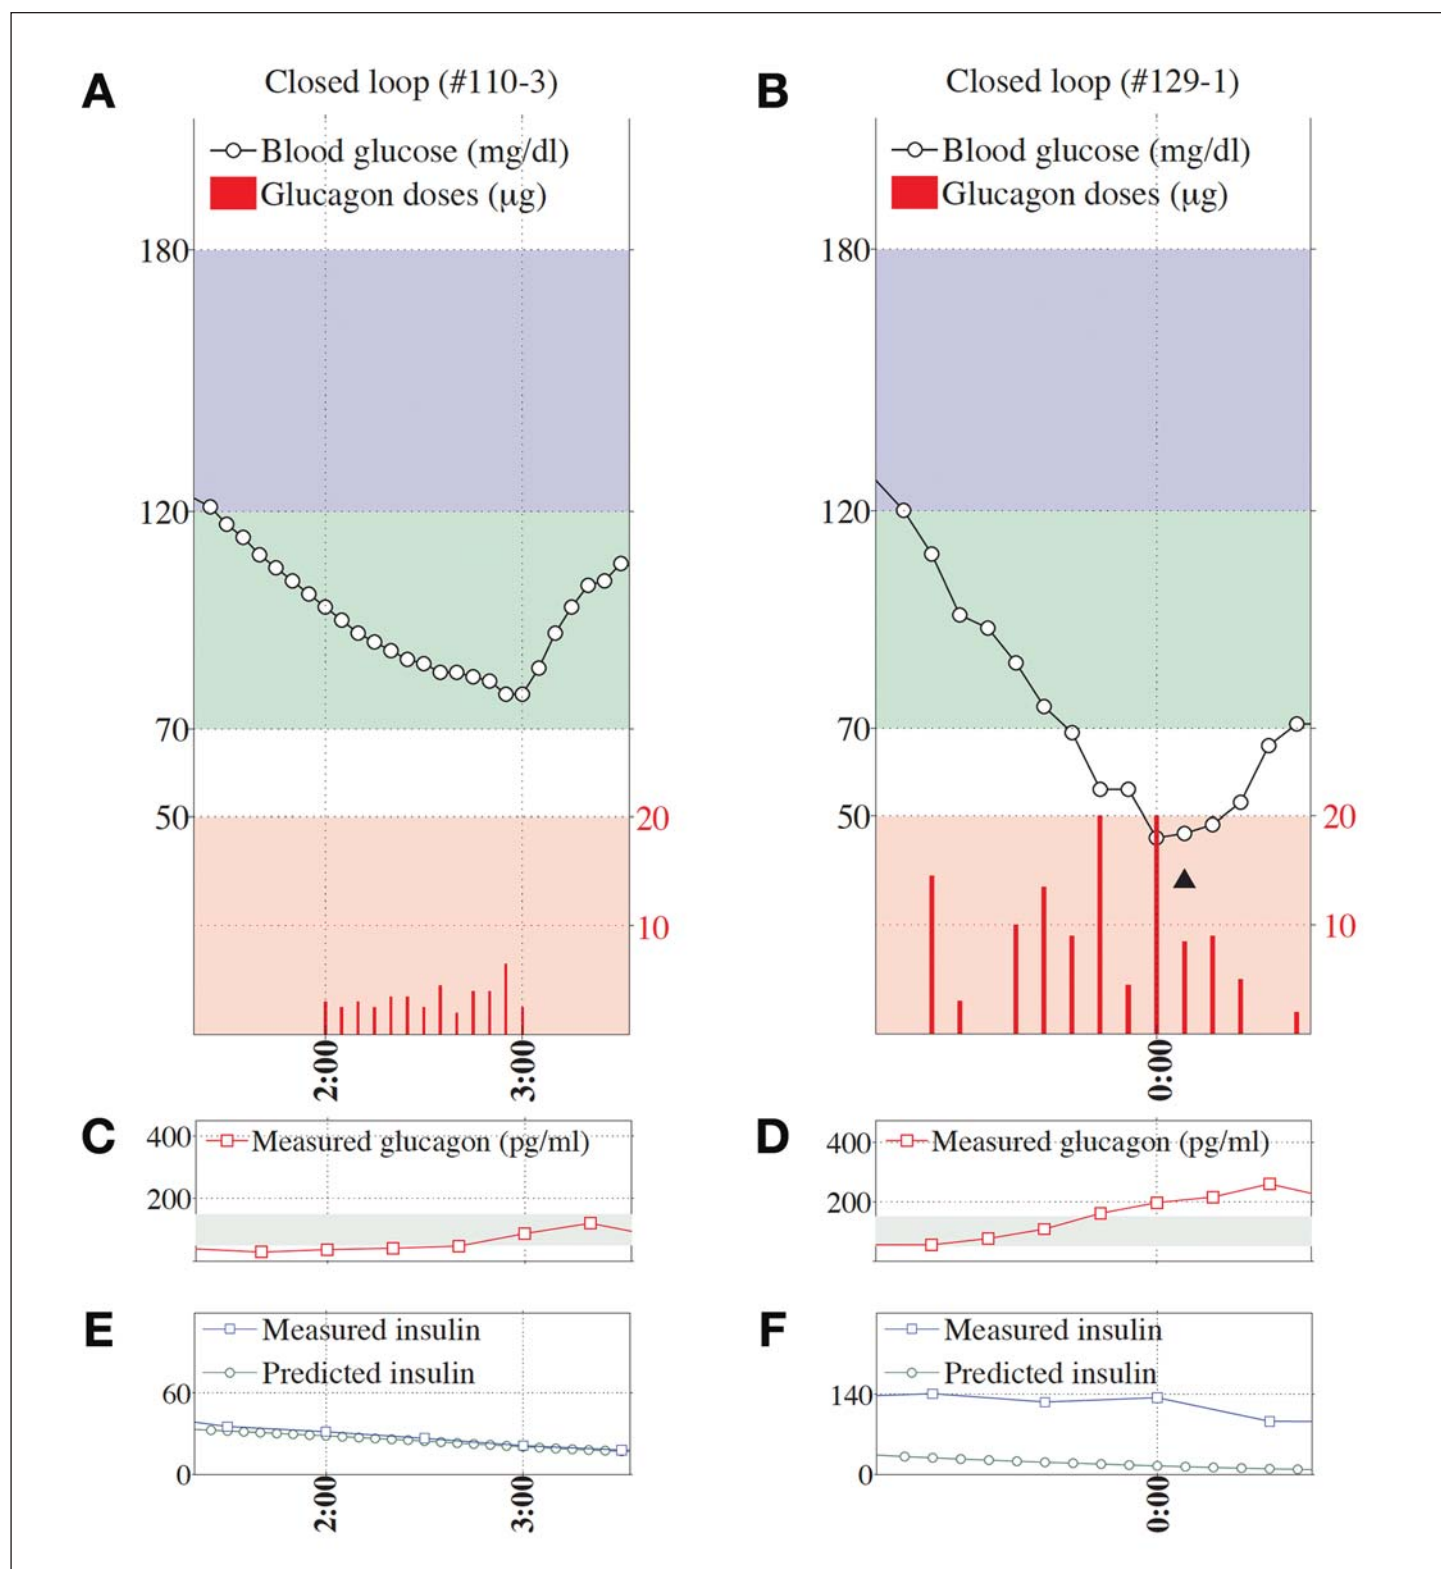 A
Closed loop (#110-3)
Blood glucose (mg/dl)
Glucagon doses (μg)
180
120
70
50
20
10
2:00
3:00
B
Closed loop (#129-1)
Blood glucose (mg/dl)
Glucagon doses (μg)
180
120
70
50
20
10
0:00
C
400
Measured glucagon (pg/ml)
200
D
400
Measured glucagon (pg/ml)
200
E
Measured insulin
Predicted insulin
60
0
2:00
3:00
F
Measured insulin
Predicted insulin
140
0
0:00